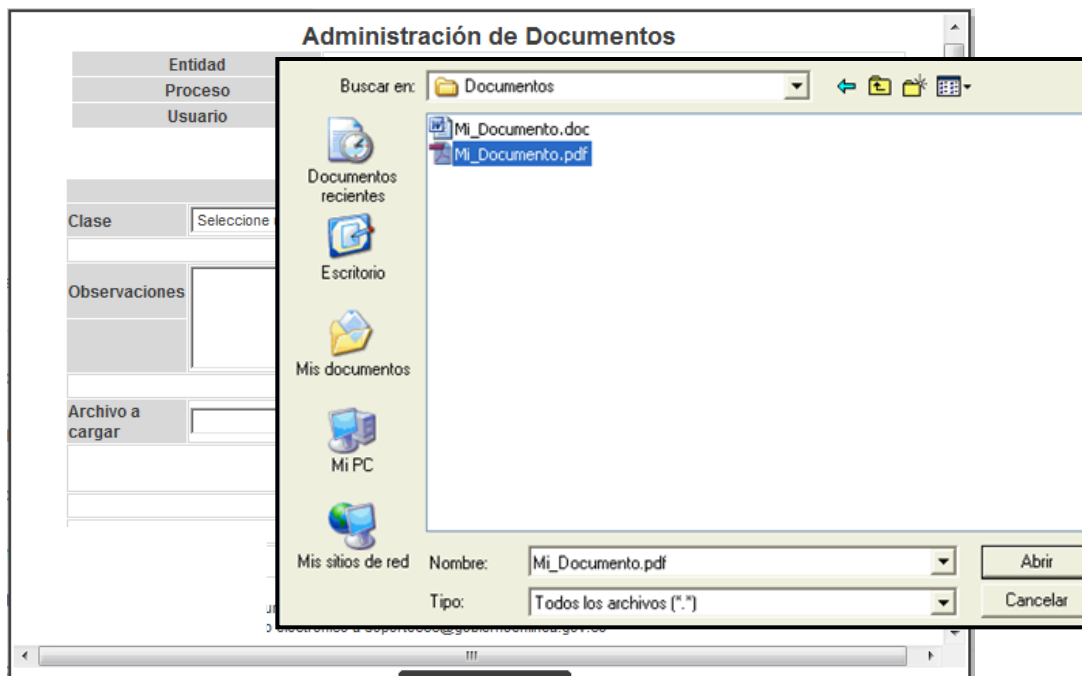 Administración de Documentos
Entidad
Proceso
Usuario
Clase
Seleccione
Observaciones
Archivo a
cargar
Buscar en:
Documentos
Mi_Documento.doc
Mi_Documento.pdf
Documentos
recientes
Escritorio
Mis documentos
Mi PC
Mis sitios de red
Nombre:
Mi_Documento.pdf
Abrir
Tipo:
Todos los archivos (*.*)
Cancelar